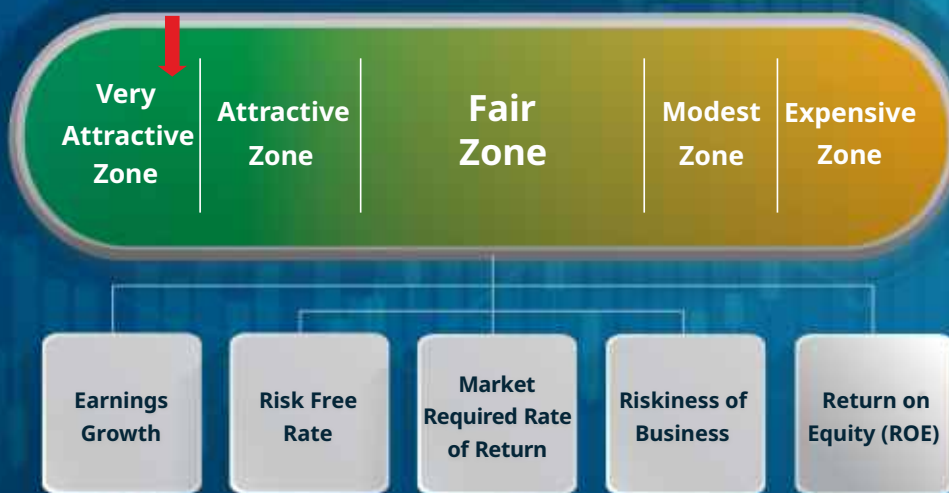 Very
Attractive
Zone
Attractive
Zone
Fair
Zone
Modest
Zone
Expensive
Zone
Earnings
Growth
Risk Free
Rate
Market
Required Rate
of Return
Riskiness of
Business
Return on
Equity (ROE)